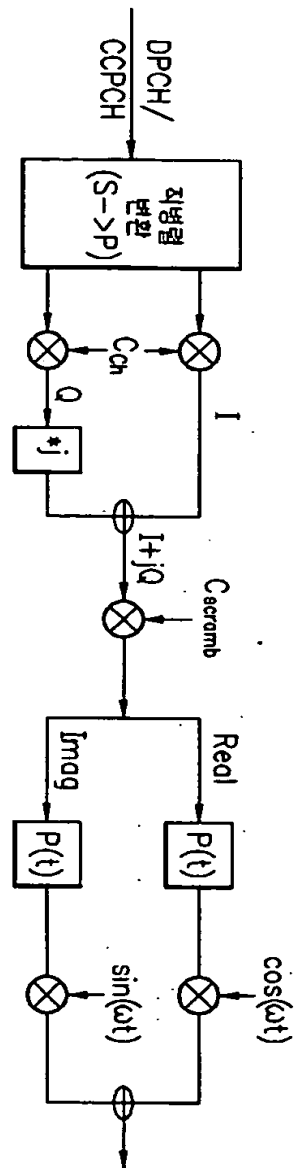 DPCH/
CCPCH
직병렬
변환
(S->P)
I
Cch
Q
*j
I+jQ
Cscramb
Real
Imag
P(t)
P(t)
cos(ωt)
sin(ωt)